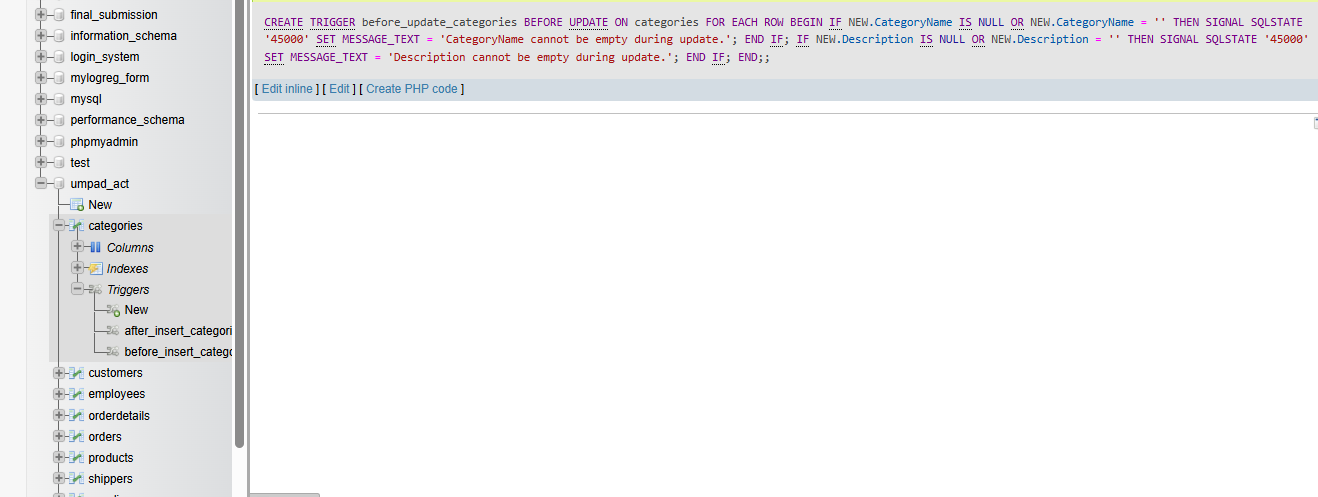 final_submission
information_schema
login_system
mylogreg_form
mysql
performance_schema
phpmyadmin
test
umpad_act
New
categories
Columns
Indexes
Triggers
New
after_insert_categori
before_insert_catego
customers
employees
orderdetails
orders
products
shippers
CREATE TRIGGER before_update_categories BEFORE UPDATE ON categories FOR EACH ROW BEGIN IF NEW.CategoryName IS NULL OR NEW.CategoryName = '' THEN SIGNAL SQLSTATE
'45000' SET MESSAGE_TEXT = 'CategoryName cannot be empty during update.'; END IF; IF NEW.Description IS NULL OR NEW.Description = '' THEN SIGNAL SQLSTATE '45000'
SET MESSAGE_TEXT = 'Description cannot be empty during update.'; END IF; END;;
[ Edit inline ] [ Edit ] [ Create PHP code ]